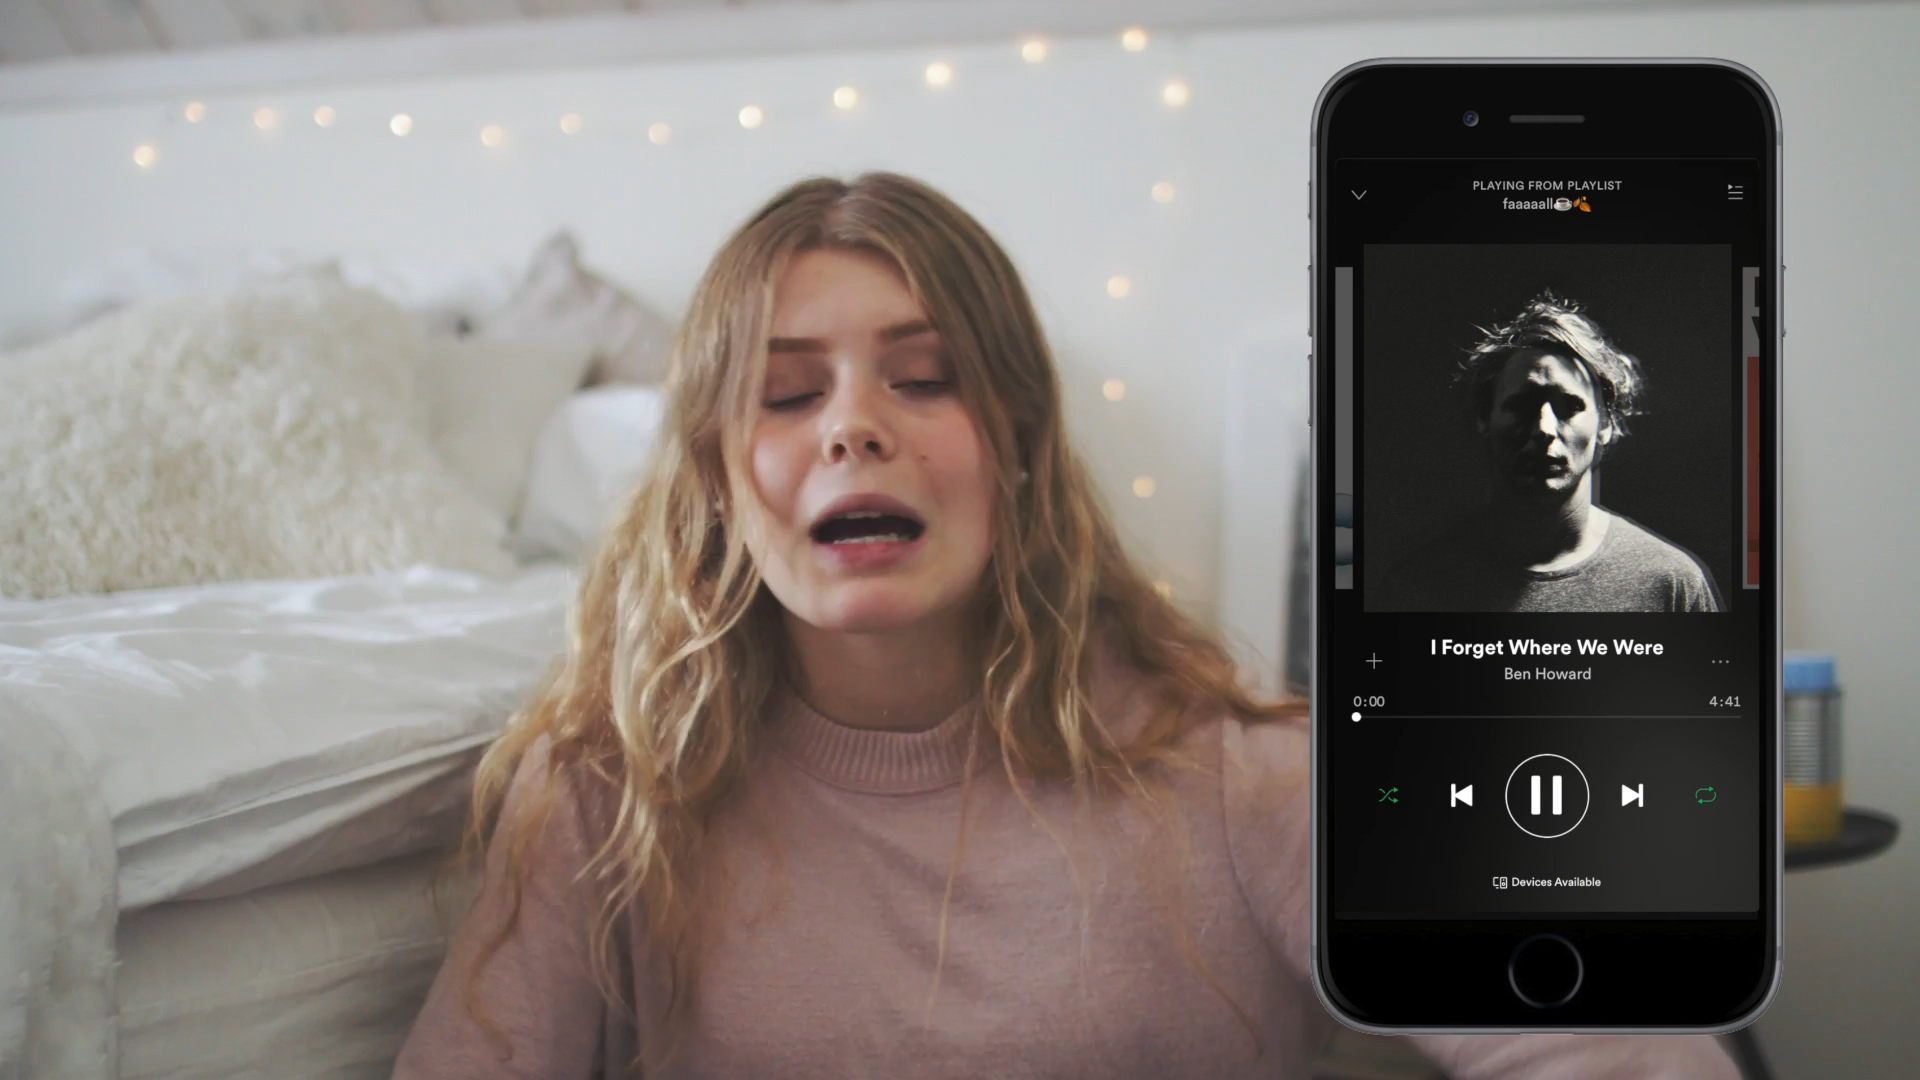 PLAYING FROM PLAYLIST
faaaaall☕🍂
I Forget Where We Were
Ben Howard
0:00
4:41
Devices Available